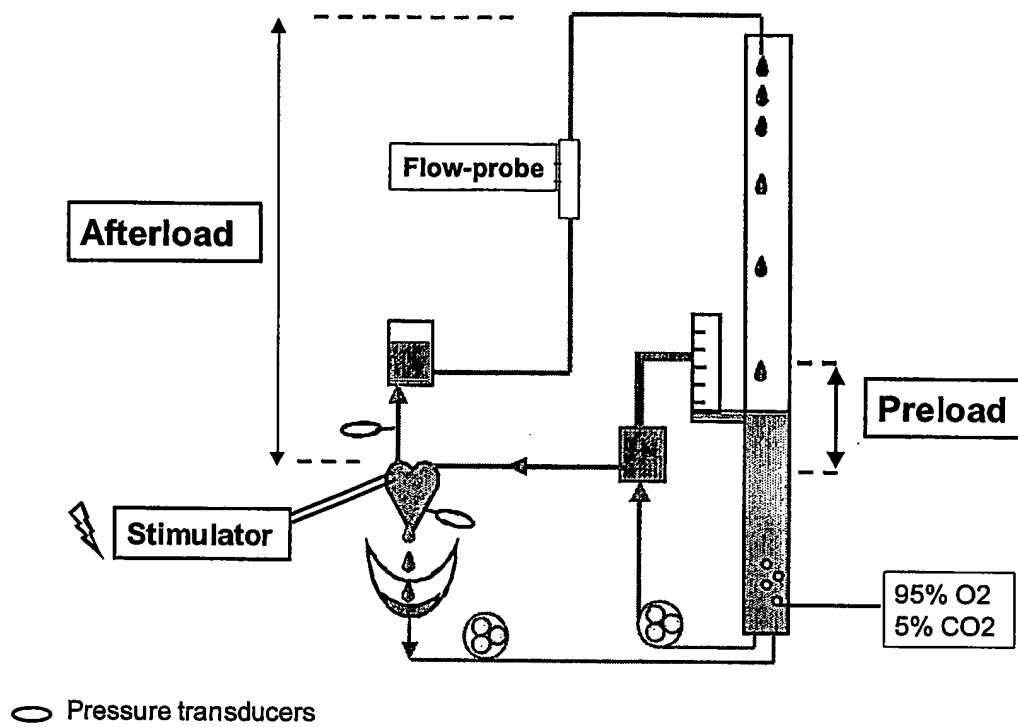 Flow-probe
Afterload
Preload
Stimulator
95% O2
5% CO2
Pressure transducers